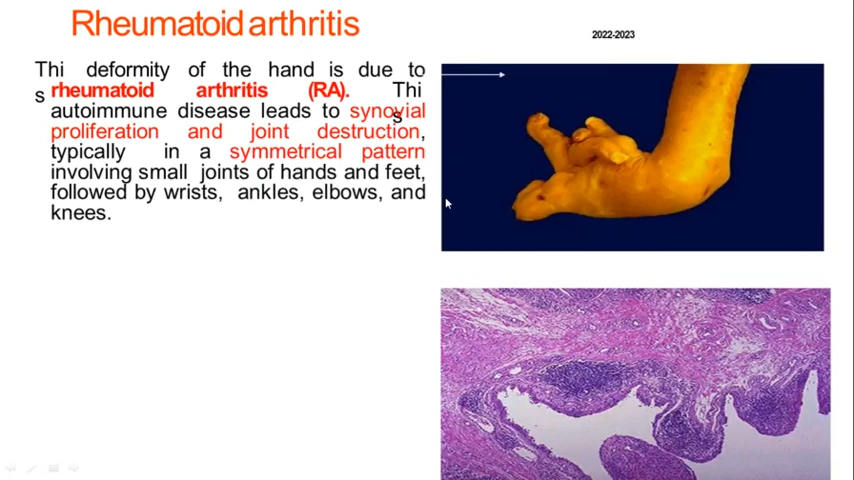 Rheumatoid arthritis
2022-2023
This deformity of the hand is due to
rheumatoid arthritis (RA). This
autoimmune disease leads to synovial
proliferation and joint destruction,
typically in a symmetrical pattern
involving small joints of hands and feet,
followed by wrists, ankles, elbows, and
knees.